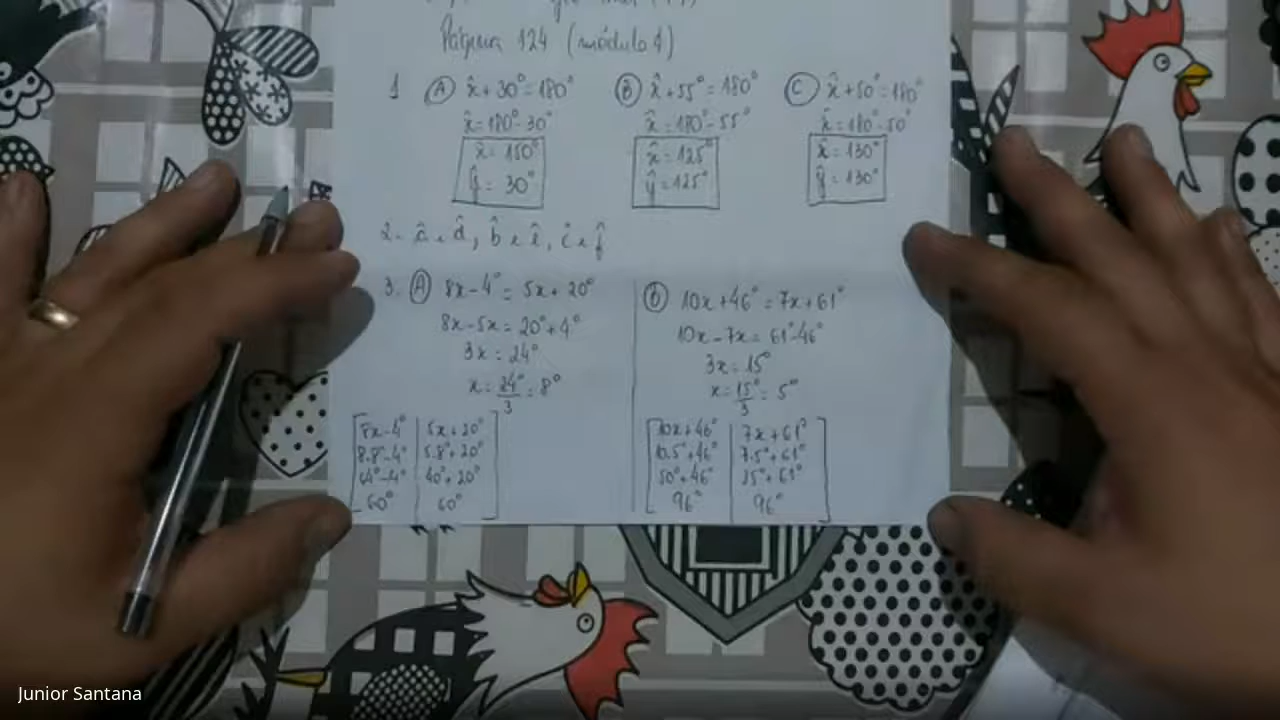 Página 124 (módulo 1)
1 A x̂+30°=180°
x̂=180°-30°
x̂=150°
ŷ= 30°
B x̂+55°=180°
x̂=180°-55°
x̂=125°
ŷ=125°
C x̂+50°=180°
x̂=180°-50°
x̂=130°
ŷ=130°
2- â e d̂, b̂ e ê, ĉ e f̂
3. A 8x-4°=5x+20°
8x-5x=20°+4°
3x=24°
x=24°/3=8°
8x-4° | 5x+20°
8.8°-4° | 5.8°+20°
64°-4° | 40°+20°
60° | 60°
B 10x+46°=7x+61°
10x-7x=61°-46°
3x=15°
x=15°/3=5°
10x+46° | 7x+61°
10.5°+46° | 7.5°+61°
50°+46° | 35°+61°
96° | 96°
Junior Santana